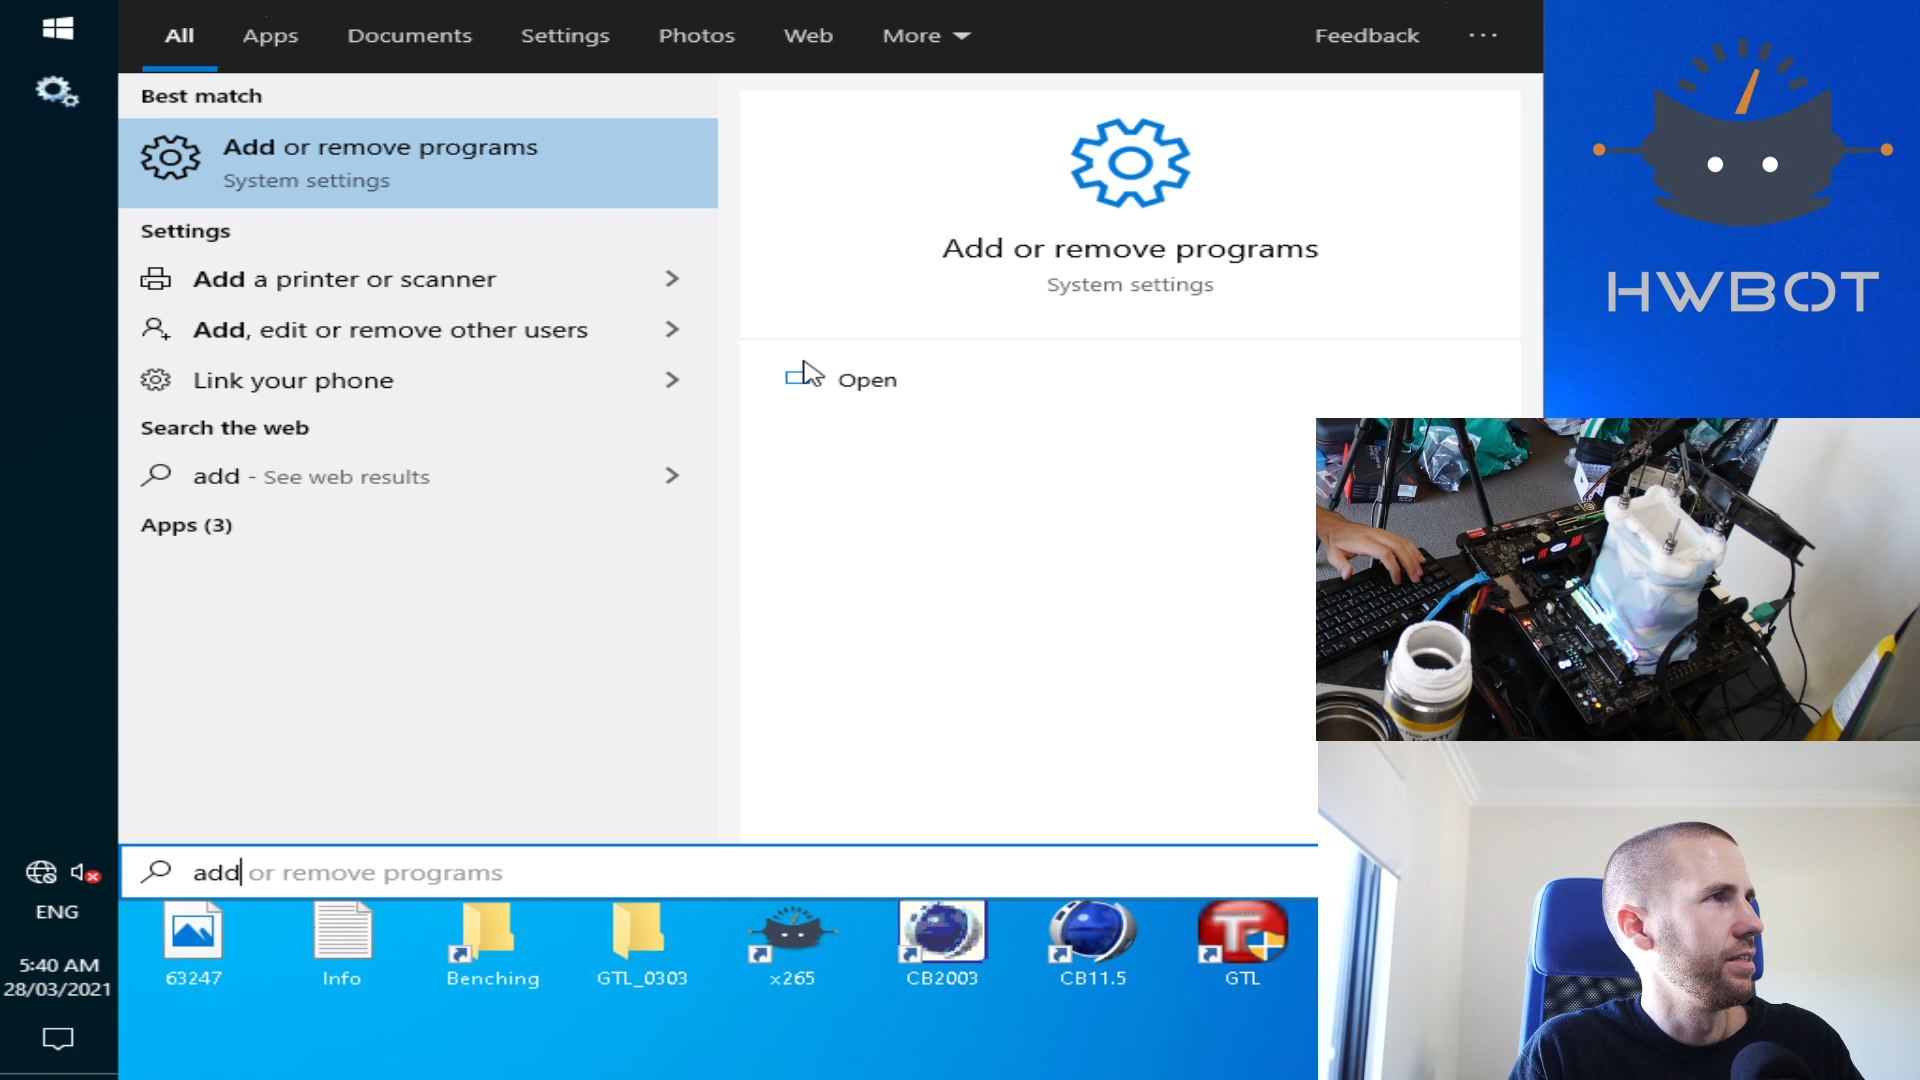 All Apps Documents Settings Photos Web More Feedback ...
Best match
Add or remove programs
System settings
Settings
Add a printer or scanner
Add, edit or remove other users
Link your phone
Search the web
add - See web results
Apps (3)
Add or remove programs
System settings
Open
HWBOT
add or remove programs
63247 Info Benching GTL_0303 x265 CB2003 CB11.5 GTL
ENG
5:40 AM
28/03/2021